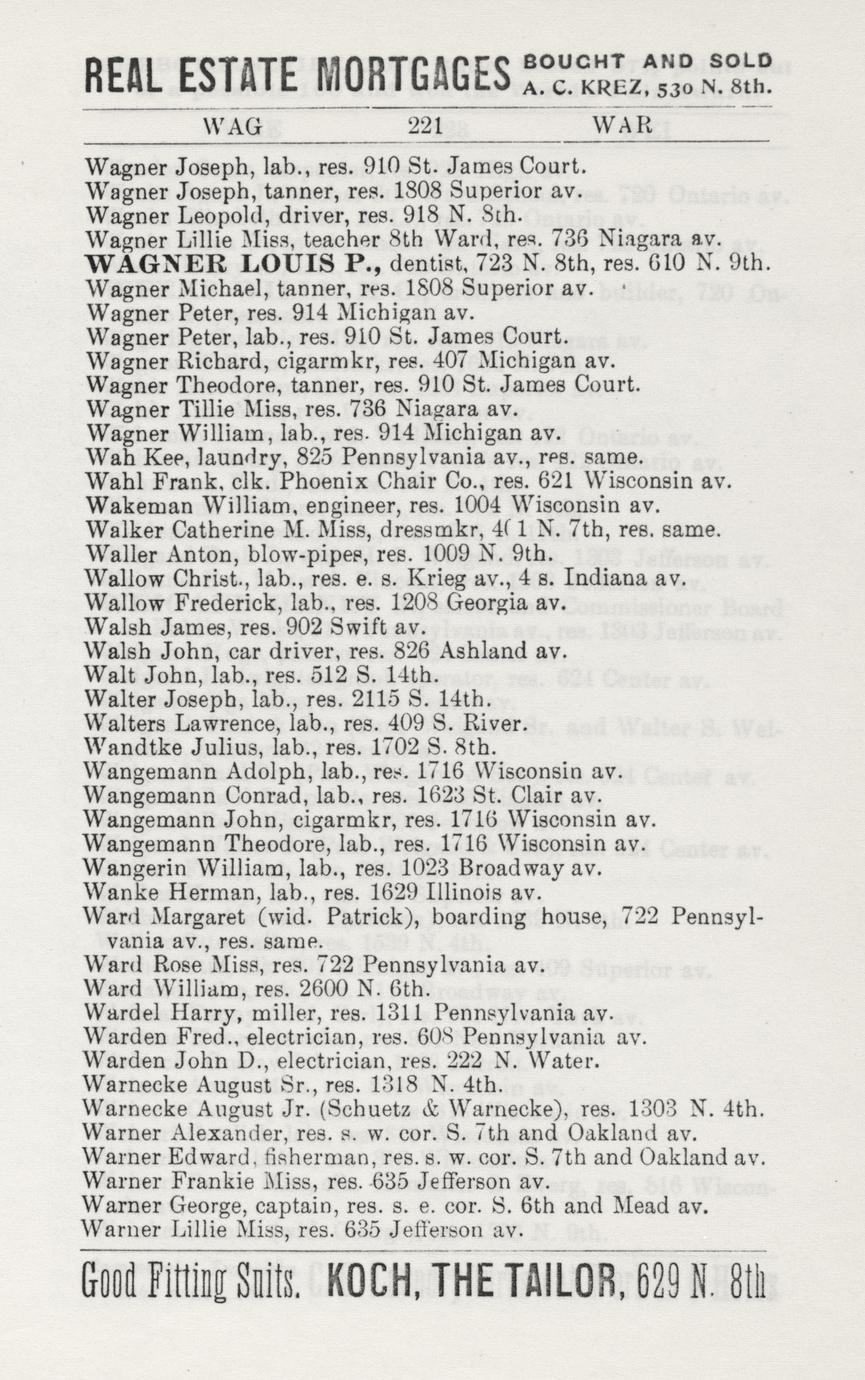 REAL ESTATE MORTGAGES BOUGHT AND SOLD
A. C. KREZ, 530 N. 8th.
WAG 221 WAR
Wagner Joseph, lab., res. 910 St. James Court.
Wagner Joseph, tanner, res. 1808 Superior av.
Wagner Leopold, driver, res. 918 N. 8th.
Wagner Lillie Miss, teacher 8th Ward, res. 736 Niagara av.
WAGNER LOUIS P., dentist, 723 N. 8th, res. 610 N. 9th.
Wagner Michael, tanner, res. 1808 Superior av.
Wagner Peter, res. 914 Michigan av.
Wagner Peter, lab., res. 910 St. James Court.
Wagner Richard, cigarmkr, res. 407 Michigan av.
Wagner Theodore, tanner, res. 910 St. James Court.
Wagner Tillie Miss, res. 736 Niagara av.
Wagner William, lab., res. 914 Michigan av.
Wah Kee, laundry, 825 Pennsylvania av., res. same.
Wahl Frank, clk. Phoenix Chair Co., res. 621 Wisconsin av.
Wakeman William, engineer, res. 1004 Wisconsin av.
Walker Catherine M. Miss, dressmkr, N. 7th, res. same.
Waller Anton, blow-pipes, res. 1009 N. 9th.
Wallow Christ., lab., res. e. s. Krieg av., 4 s. Indiana av.
Wallow Frederick, lab., res. 1208 Georgia av.
Walsh James, res. 902 Swift av.
Walsh John, car driver, res. 826 Ashland av.
Walt John, lab., res. 512 S. 14th.
Walter Joseph, lab., res. 2115 S. 14th.
Walters Lawrence, lab., res. 409 S. River.
Wandtke Julius, lab., res. 1702 S. 8th.
Wangemann Adolph, lab., res. 1716 Wisconsin av.
Wangemann Conrad, lab., res. 1623 St. Clair av.
Wangemann John, cigarmkr, res. 1716 Wisconsin av.
Wangemann Theodore, lab., res. 1716 Wisconsin av.
Wangerin William, lab., res. 1023 Broadway av.
Wanke Herman, lab., res. 1629 Illinois av.
Ward Margaret (wid. Patrick), boarding house, 722 Pennsyl-
vania av., res. same.
Ward Rose Miss, res. 722 Pennsylvania av.
Ward William, res. 2600 N. 6th.
Wardel Harry, miller, res. 1311 Pennsylvania av.
Warden Fred., electrician, res. 608 Pennsylvania av.
Warden John D., electrician, res. 222 N. Water.
Warnecke August Sr., res. 1318 N. 4th.
Warnecke August Jr. (Schuetz & Warnecke), res. 1303 N. 4th.
Warner Alexander, res. s. w. cor. S. 7th and Oakland av.
Warner Edward, fisherman, res. s. w. cor. S. 7th and Oakland av.
Warner Frankie Miss, res. 635 Jefferson av.
Warner George, captain, res. s. e. cor. S. 6th and Mead av.
Warner Lillie Miss, res. 635 Jefferson av.
Good Fitting Suits. KOCH, THE TAILOR, 629 N. 8th